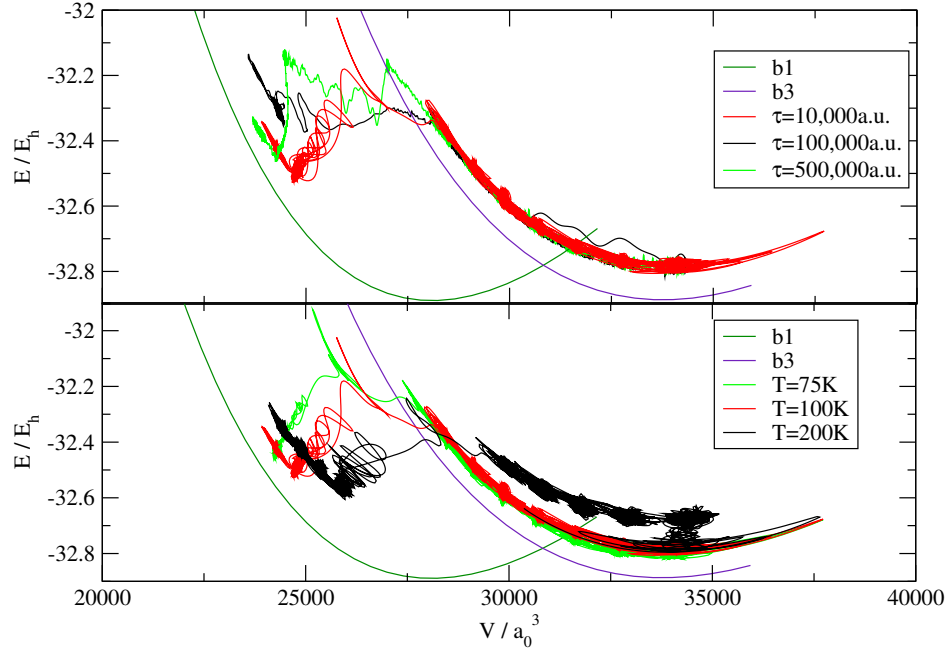 -32
-32.2
-32.4
-32.6
-32.8
E / E_h
b1
b3
τ=10,000a.u.
τ=100,000a.u.
τ=500,000a.u.
-32
-32.2
-32.4
-32.6
-32.8
E / E_h
b1
b3
T=75K
T=100K
T=200K
20000 25000 30000 35000 40000
V / a₀³